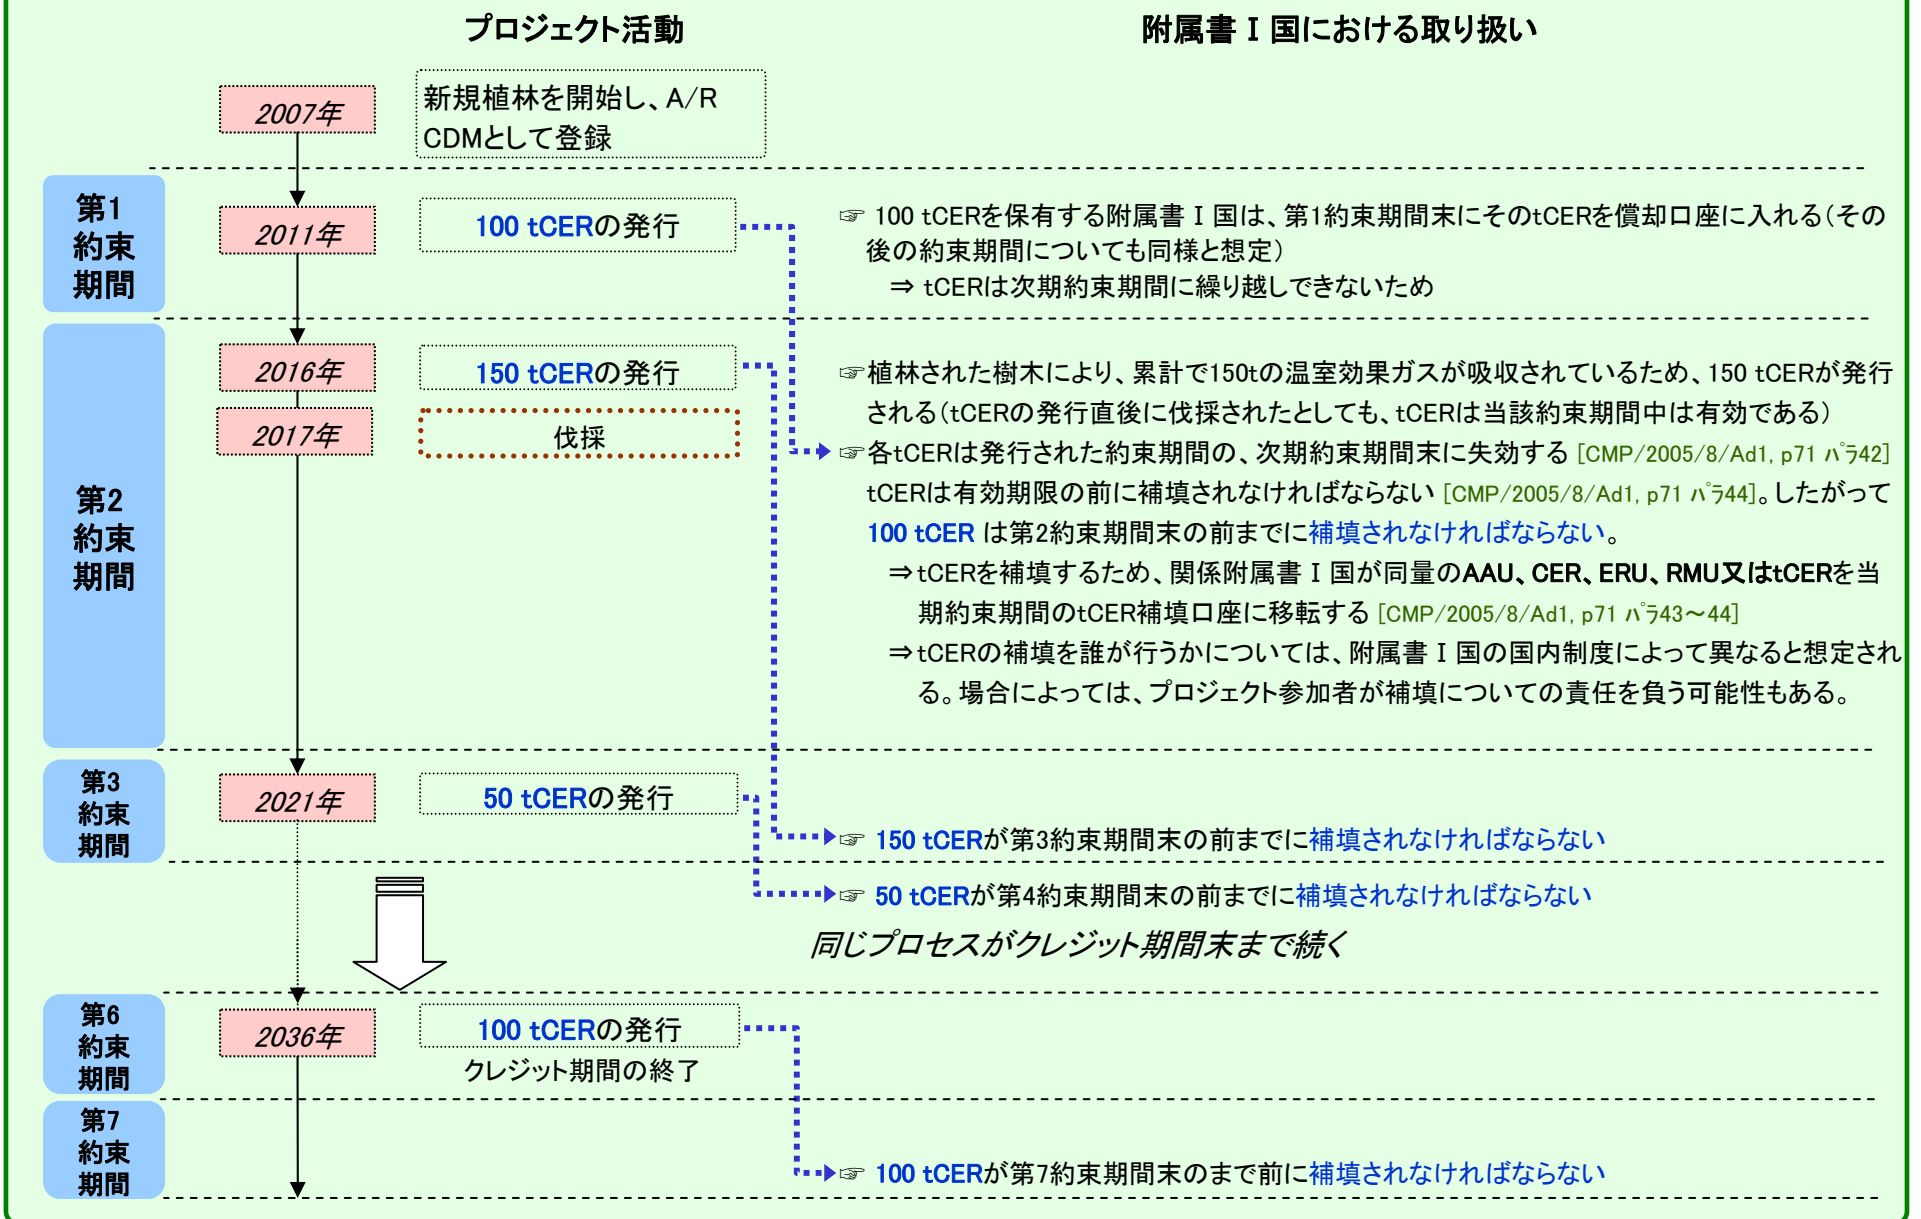 プロジェクト活動
附属書Ⅰ国における取り扱い
2007年
新規植林を開始し、A/R
CDMとして登録
第1
約束
期間
2011年
100 tCERの発行
☞ 100 tCERを保有する附属書Ⅰ国は、第1約束期間末にそのtCERを償却口座に入れる(その
後の約束期間についても同様と想定)
⇒ tCERは次期約束期間に繰り越しできないため
第2
約束
期間
2016年
150 tCERの発行
2017年
伐採
☞植林された樹木により、累計で150tの温室効果ガスが吸収されているため、150 tCERが発行
される(tCERの発行直後に伐採されたとしても、tCERは当該約束期間中は有効である)
☞各tCERは発行された約束期間の、次期約束期間末に失効する [CMP/2005/8/Ad1, p71 パラ42]
tCERは有効期限の前に補填されなければならない [CMP/2005/8/Ad1, p71 パラ44]。したがって
100 tCER は第2約束期間末の前までに補填されなければならない。
⇒tCERを補填するため、関係附属書Ⅰ国が同量のAAU、CER、ERU、RMU又はtCERを当
期約束期間のtCER補填口座に移転する [CMP/2005/8/Ad1, p71 パラ43~44]
⇒tCERの補填を誰が行うかについては、附属書Ⅰ国の国内制度によって異なると想定され
る。場合によっては、プロジェクト参加者が補填についての責任を負う可能性もある。
第3
約束
期間
2021年
50 tCERの発行
☞ 150 tCERが第3約束期間末の前までに補填されなければならない
☞ 50 tCERが第4約束期間末の前までに補填されなければならない
同じプロセスがクレジット期間末まで続く
第6
約束
期間
2036年
100 tCERの発行
クレジット期間の終了
第7
約束
期間
☞ 100 tCERが第7約束期間末のまで前に補填されなければならない